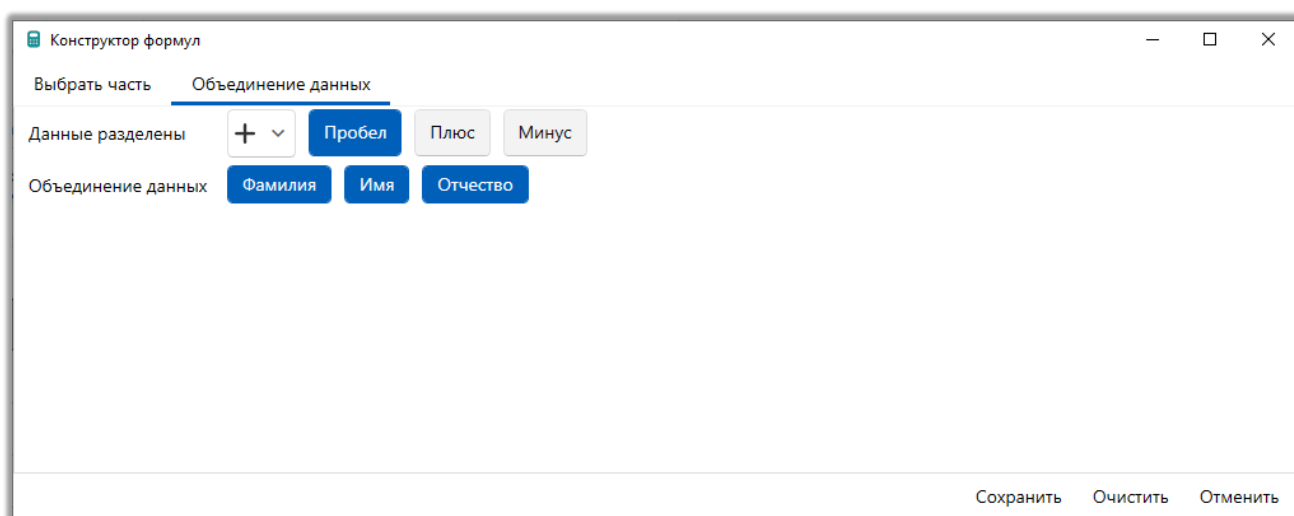 Конструктор формул
Выбрать часть Объединение данных
Данные разделены + Пробел Плюс Минус
Объединение данных Фамилия Имя Отчество
Сохранить Очистить Отменить